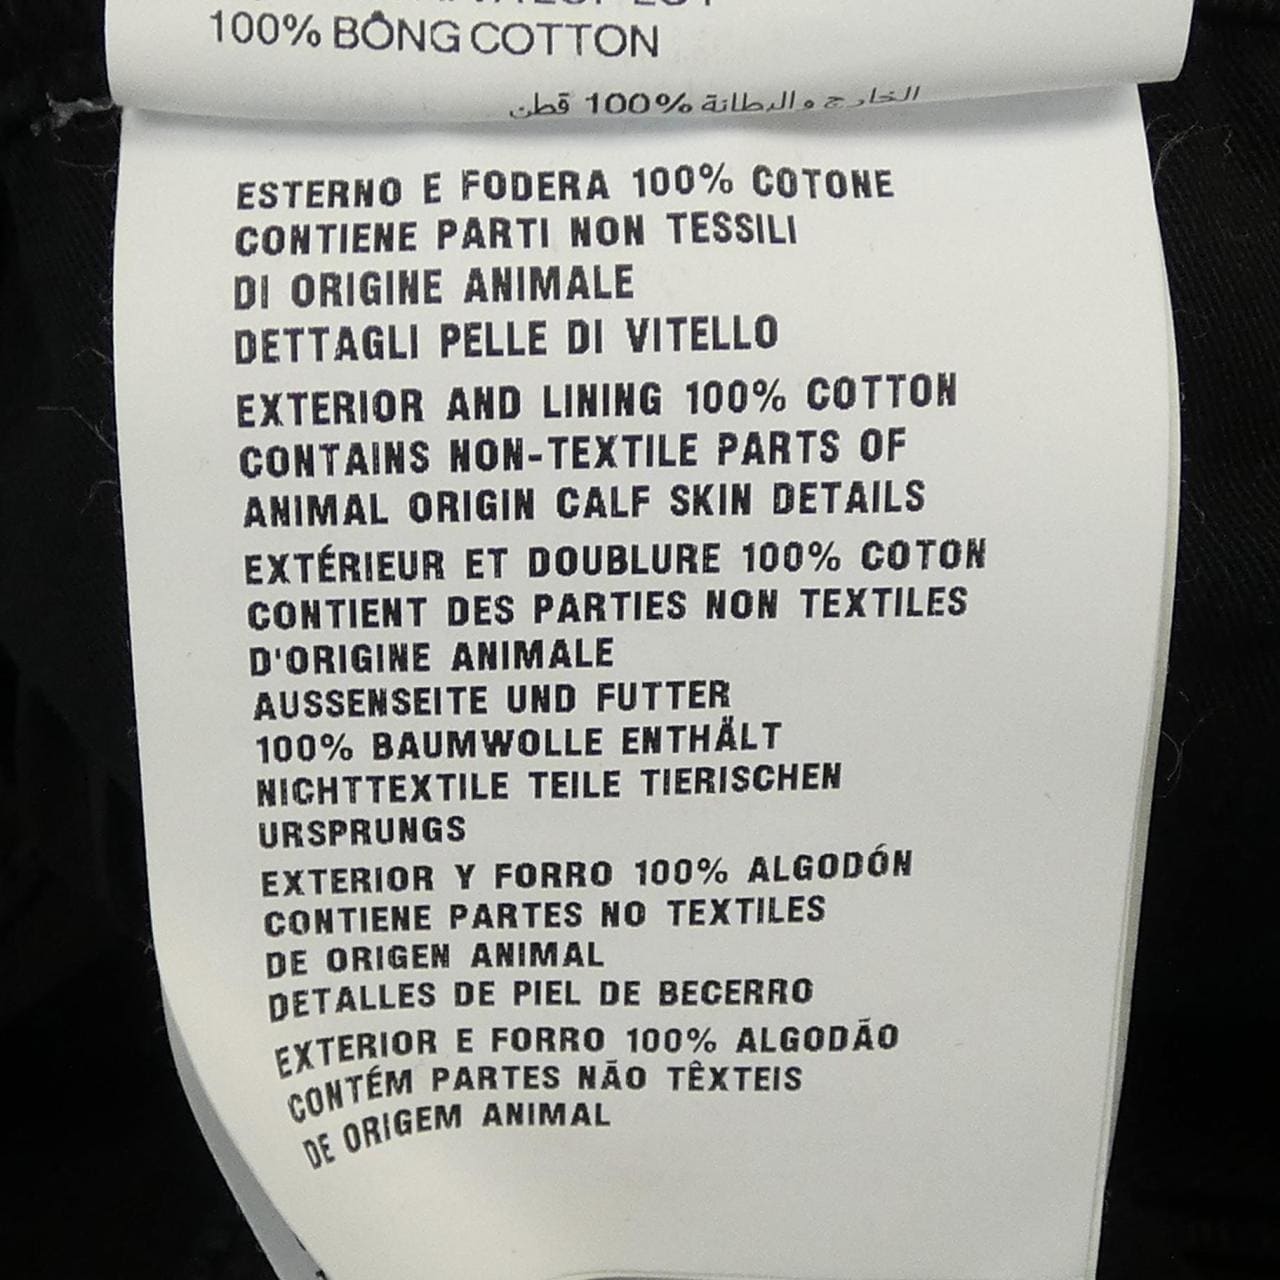 100% BÔNG COTTON
الخارج والبطانة %100 قطن
ESTERNO E FODERA 100% COTONE
CONTIENE PARTI NON TESSILI
DI ORIGINE ANIMALE
DETTAGLI PELLE DI VITELLO
EXTERIOR AND LINING 100% COTTON
CONTAINS NON-TEXTILE PARTS OF
ANIMAL ORIGIN CALF SKIN DETAILS
EXTÉRIEUR ET DOUBLURE 100% COTON
CONTIENT DES PARTIES NON TEXTILES
D'ORIGINE ANIMALE
AUSSENSEITE UND FUTTER
100% BAUMWOLLE ENTHÄLT
NICHTTEXTILE TEILE TIERISCHEN
URSPRUNGS
EXTERIOR Y FORRO 100% ALGODÓN
CONTIENE PARTES NO TEXTILES
DE ORIGEN ANIMAL
DETALLES DE PIEL DE BECERRO
EXTERIOR E FORRO 100% ALGODÃO
CONTÉM PARTES NÃO TÊXTEIS
DE ORIGEM ANIMAL